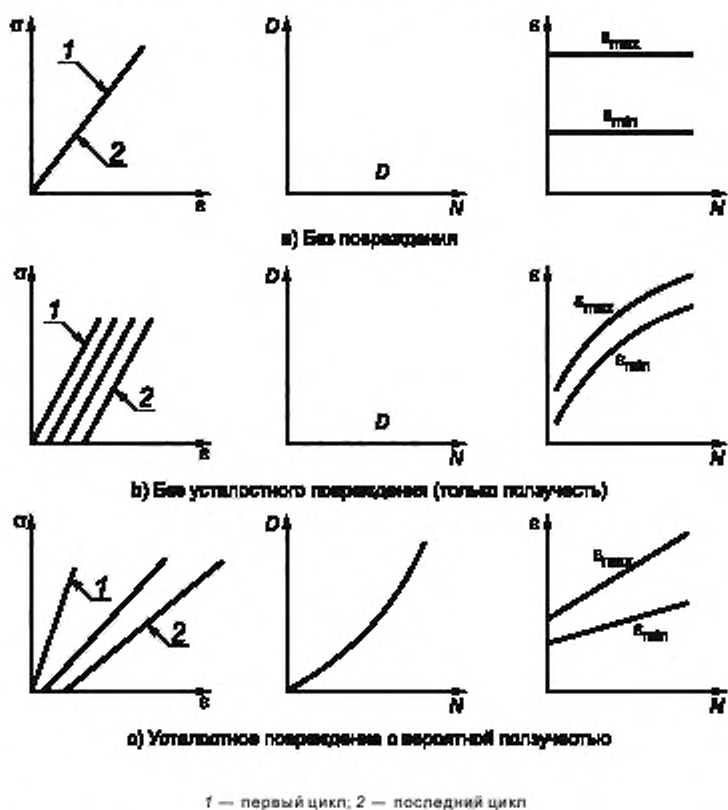 σ D ε
1 εmax
εmin
2 D
ε N N
a) Без повреждения
σ D ε
1 εmax
εmin
2 D
ε N N
b) Без усталостного повреждения (только ползучесть)
σ D ε
1 εmax
2 εmin
ε N N
c) Усталостное повреждение с вероятной ползучестью
1 — первый цикл; 2 — последний цикл